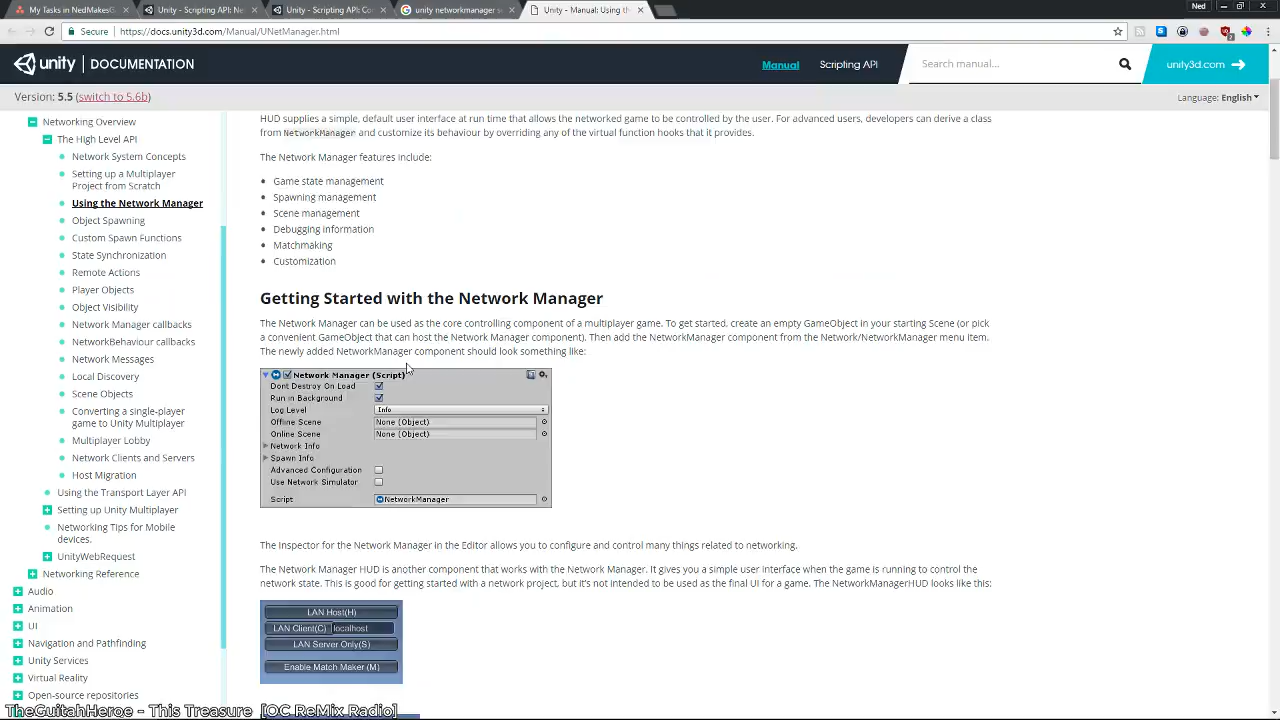 My Tasks in NedMakesG
Unity - Scripting API: Ne
Unity - Scripting API: Co
unity networkmanager s
Unity - Manual: Using th
Ned
Secure
https://docs.unity3d.com/Manual/UNetManager.html
unity | DOCUMENTATION
Manual
Scripting API
Search manual...
unity3d.com
Version: 5.5 (switch to 5.6b)
Language: English
Networking Overview
The High Level API
Network System Concepts
Setting up a Multiplayer
Project from Scratch
Using the Network Manager
Object Spawning
Custom Spawn Functions
State Synchronization
Remote Actions
Player Objects
Object Visibility
Network Manager callbacks
NetworkBehaviour callbacks
Network Messages
Local Discovery
Scene Objects
Converting a single-player
game to Unity Multiplayer
Multiplayer Lobby
Network Clients and Servers
Host Migration
Using the Transport Layer API
Setting up Unity Multiplayer
Networking Tips for Mobile
devices.
UnityWebRequest
Networking Reference
Audio
Animation
UI
Navigation and Pathfinding
Unity Services
Virtual Reality
Open-source repositories
HUD supplies a simple, default user interface at run time that allows the networked game to be controlled by the user. For advanced users, developers can derive a class
from NetworkManager and customize its behaviour by overriding any of the virtual function hooks that it provides.
The Network Manager features include:
Game state management
Spawning management
Scene management
Debugging information
Matchmaking
Customization
Getting Started with the Network Manager
The Network Manager can be used as the core controlling component of a multiplayer game. To get started, create an empty GameObject in your starting Scene (or pick
a convenient GameObject that can host the Network Manager component). Then add the NetworkManager component from the Network/NetworkManager menu item.
The newly added NetworkManager component should look something like:
Network Manager (Script)
Dont Destroy On Load
Run in Background
Log Level Info
Offline Scene None (Object)
Online Scene None (Object)
Network Info
Spawn Info
Advanced Configuration
Use Network Simulator
Script NetworkManager
The Inspector for the Network Manager in the Editor allows you to configure and control many things related to networking.
The Network Manager HUD is another component that works with the Network Manager. It gives you a simple user interface when the game is running to control the
network state. This is good for getting started with a network project, but it's not intended to be used as the final UI for a game. The NetworkManagerHUD looks like this:
LAN Host(H)
LAN Client(C) localhost
LAN Server Only(S)
Enable Match Maker (M)
TheGuitahHeroe - This Treasure [OC ReMix Radio]